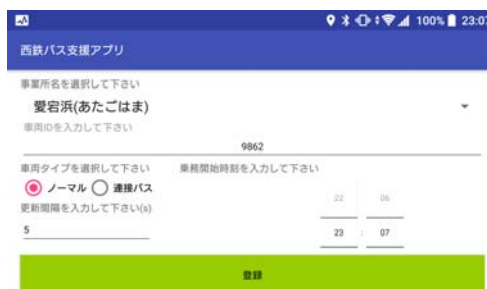 100% 23:07
西鉄バス支援アプリ
事業所名を選択して下さい
愛宕浜(あたごはま)
車両IDを入力して下さい
9862
車両タイプを選択して下さい 乗務開始時刻を入力して下さい
ノーマル 連接バス
22 06
更新間隔を入力して下さい(s)
5 23 : 07
登録